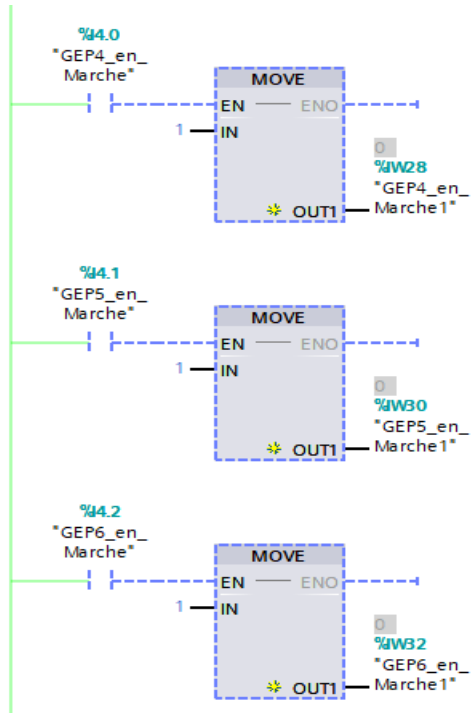 %I4.0
"GEP4_en_
Marche"
MOVE
EN ENO
1 IN
0
%IW28
"GEP4_en_
OUT1 Marche1"
%I4.1
"GEP5_en_
Marche"
MOVE
EN ENO
1 IN
0
%IW30
"GEP5_en_
OUT1 Marche1"
%I4.2
"GEP6_en_
Marche"
MOVE
EN ENO
1 IN
0
%IW32
"GEP6_en_
OUT1 Marche1"